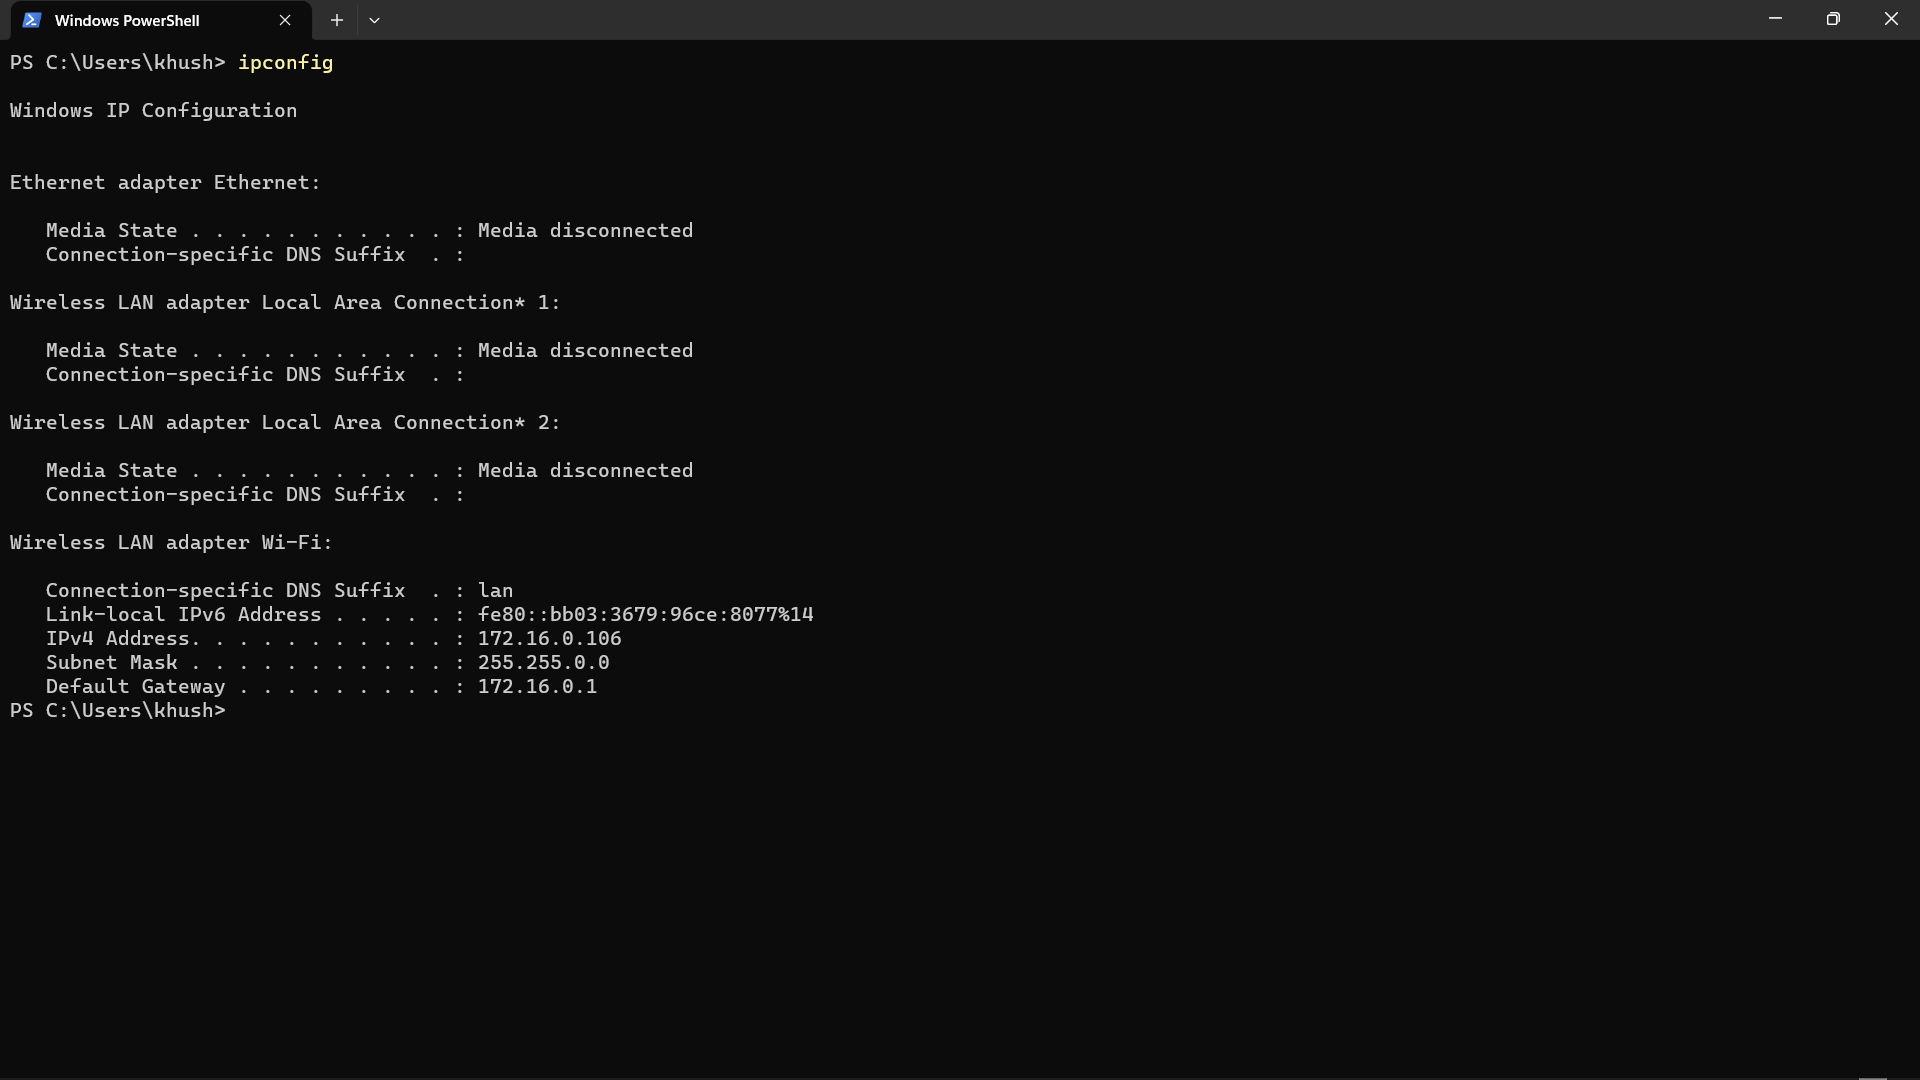 Windows PowerShell
PS C:\Users\khush> ipconfig
Windows IP Configuration
Ethernet adapter Ethernet:
   Media State . . . . . . . . . . . : Media disconnected
   Connection-specific DNS Suffix  . :
Wireless LAN adapter Local Area Connection* 1:
   Media State . . . . . . . . . . . : Media disconnected
   Connection-specific DNS Suffix  . :
Wireless LAN adapter Local Area Connection* 2:
   Media State . . . . . . . . . . . : Media disconnected
   Connection-specific DNS Suffix  . :
Wireless LAN adapter Wi-Fi:
   Connection-specific DNS Suffix  . : lan
   Link-local IPv6 Address . . . . . : fe80::bb03:3679:96ce:8077%14
   IPv4 Address. . . . . . . . . . . : 172.16.0.106
   Subnet Mask . . . . . . . . . . . : 255.255.0.0
   Default Gateway . . . . . . . . . : 172.16.0.1
PS C:\Users\khush>